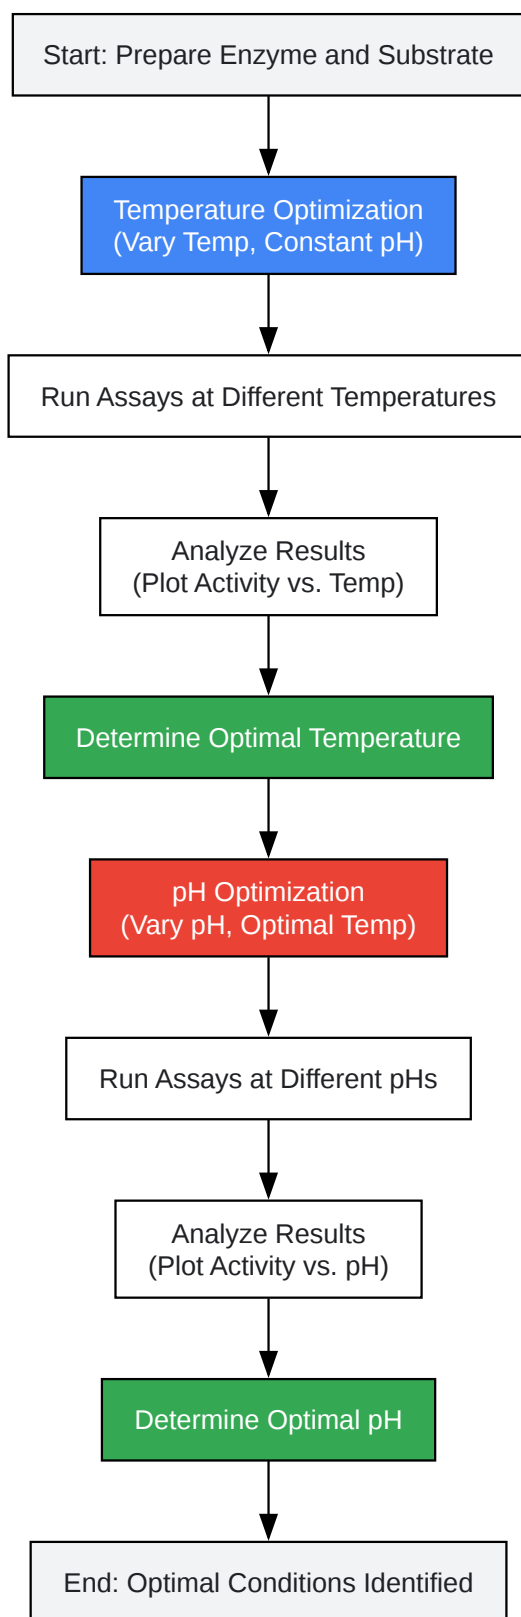 Start: Prepare Enzyme and Substrate
Temperature Optimization
(Vary Temp, Constant pH)
Run Assays at Different Temperatures
Analyze Results
(Plot Activity vs. Temp)
Determine Optimal Temperature
pH Optimization
(Vary pH, Optimal Temp)
Run Assays at Different pHs
Analyze Results
(Plot Activity vs. pH)
Determine Optimal pH
End: Optimal Conditions Identified